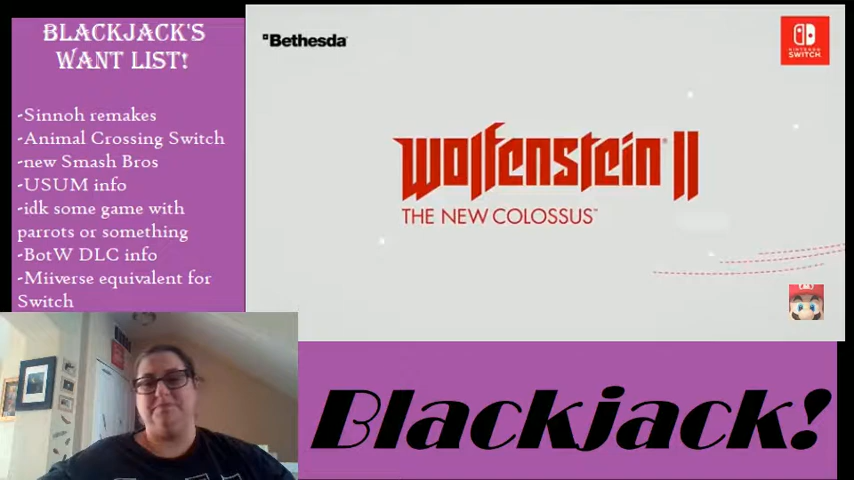 BLACKJACK'S
WANT LIST!
-Sinnoh remakes
-Animal Crossing Switch
-new Smash Bros
-USUM info
-idk some game with
parrots or something
-BotW DLC info
-Miiverse equivalent for
Switch
Bethesda
NINTENDO
SWITCH
Wolfenstein II
THE NEW COLOSSUS™
Blackjack!